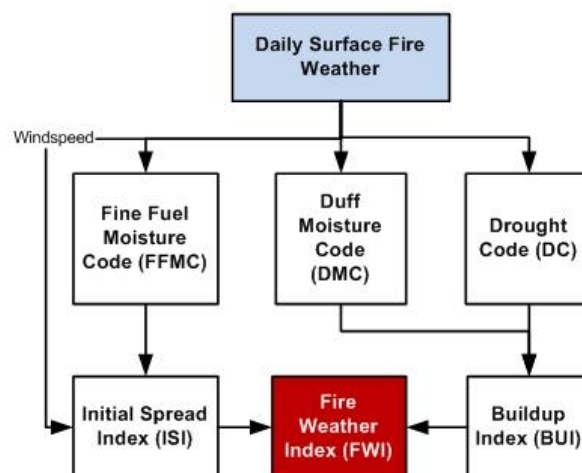 Daily Surface Fire
Weather
Windspeed
Fine Fuel
Moisture
Code (FFMC)
Duff
Moisture
Code
(DMC)
Drought
Code (DC)
Initial Spread
Index (ISI)
Fire
Weather
Index (FWI)
Buildup
Index (BUI)